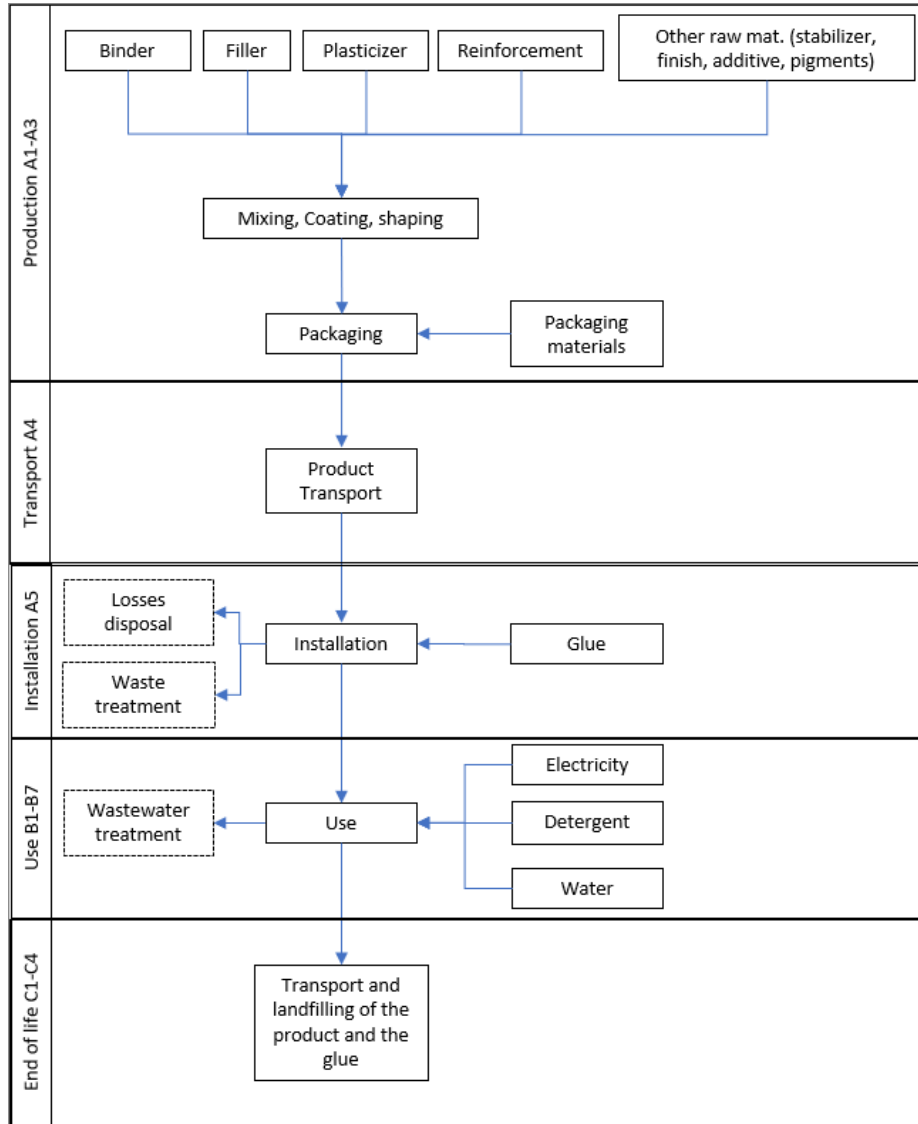 Production A1-A3
Binder
Filler
Plasticizer
Reinforcement
Other raw mat. (stabilizer,
finish, additive, pigments)
Mixing, Coating, shaping
Packaging
Packaging
materials
Transport A4
Product
Transport
Installation A5
Losses
disposal
Installation
Glue
Waste
treatment
Use B1-B7
Electricity
Wastewater
treatment
Use
Detergent
Water
End of life C1-C4
Transport and
landfilling of the
product and the
glue